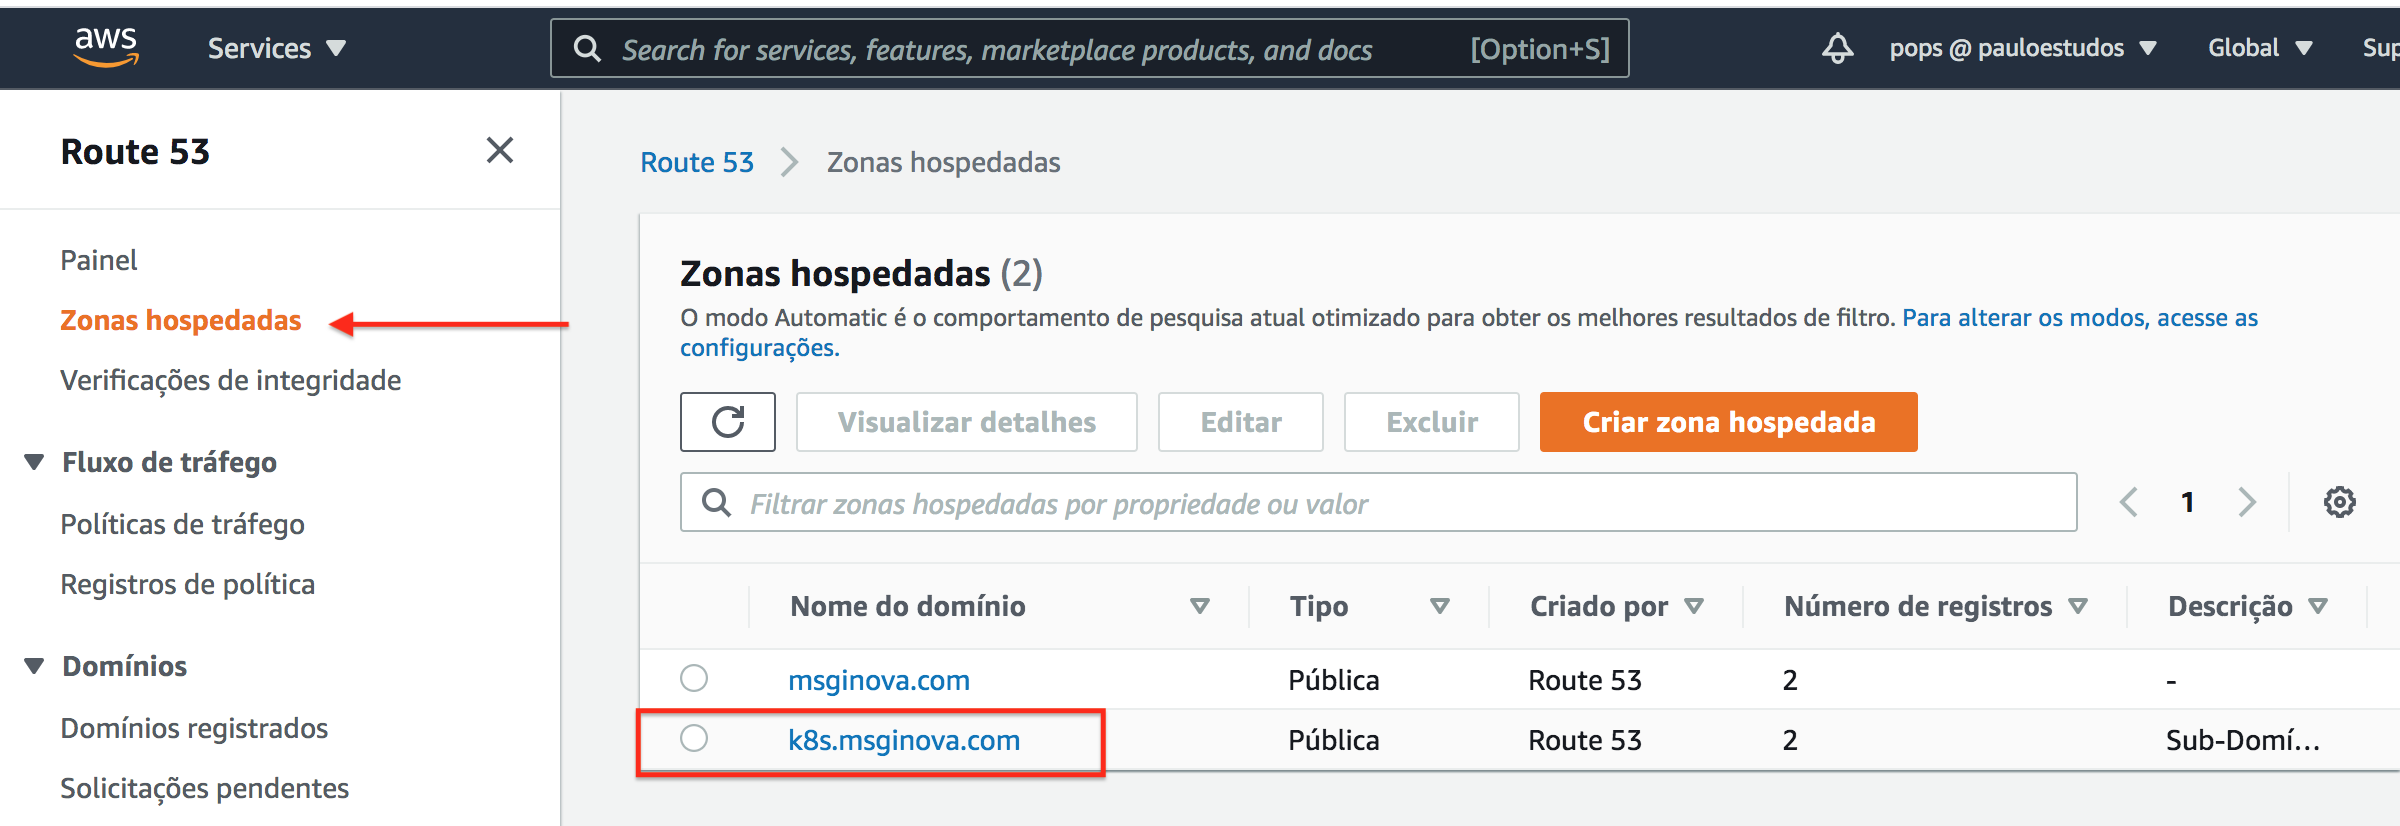 aws Services Search for services, features, marketplace products, and docs [Option+S] pops @ pauloestudos Global Sup
Route 53
Painel
Zonas hospedadas
Verificações de integridade
Fluxo de tráfego
Políticas de tráfego
Registros de política
Domínios
Domínios registrados
Solicitações pendentes
Route 53 Zonas hospedadas
Zonas hospedadas (2)
O modo Automatic é o comportamento de pesquisa atual otimizado para obter os melhores resultados de filtro. Para alterar os modos, acesse as
configurações.
Visualizar detalhes Editar Excluir Criar zona hospedada
Filtrar zonas hospedadas por propriedade ou valor 1
Nome do domínio Tipo Criado por Número de registros Descrição
msginova.com Pública Route 53 2 -
k8s.msginova.com Pública Route 53 2 Sub-Domí...